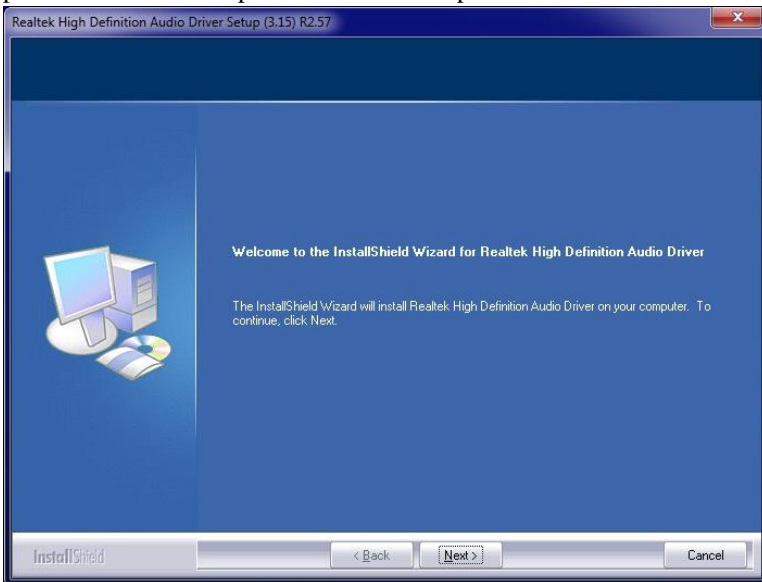 Realtek High Definition Audio Driver Setup (3.15) R2.57
Welcome to the InstallShield Wizard for Realtek High Definition Audio Driver
The InstallShield Wizard will install Realtek High Definition Audio Driver on your computer. To
continue, click Next.
InstallShield
< Back Next > Cancel